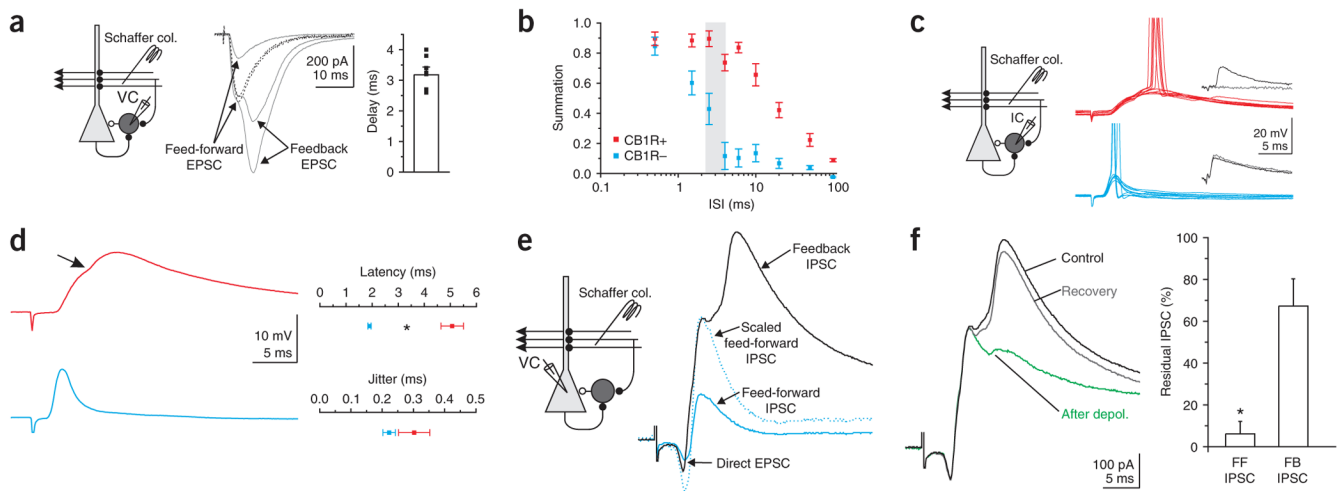 a
Schaffer col.
VC
200 pA
10 ms
Feed-forward
EPSC
Feedback
EPSC
Delay (ms)
5
4
3
2
1
0
b
Summation
1.0
0.8
0.6
0.4
0.2
0.0
CB1R+
CB1R–
0.1
1
10
100
ISI (ms)
c
Schaffer col.
IC
20 mV
5 ms
d
10 mV
5 ms
Latency (ms)
0 1 2 3 4 5 6
*
Jitter (ms)
0 0.1 0.2 0.3 0.4 0.5
e
Schaffer col.
VC
Feedback
IPSC
Scaled
feed-forward
IPSC
Feed-forward
IPSC
Direct EPSC
f
Control
Recovery
After depol.
100 pA
5 ms
Residual IPSC (%)
100
80
60
40
20
0
*
FF
IPSC
FB
IPSC